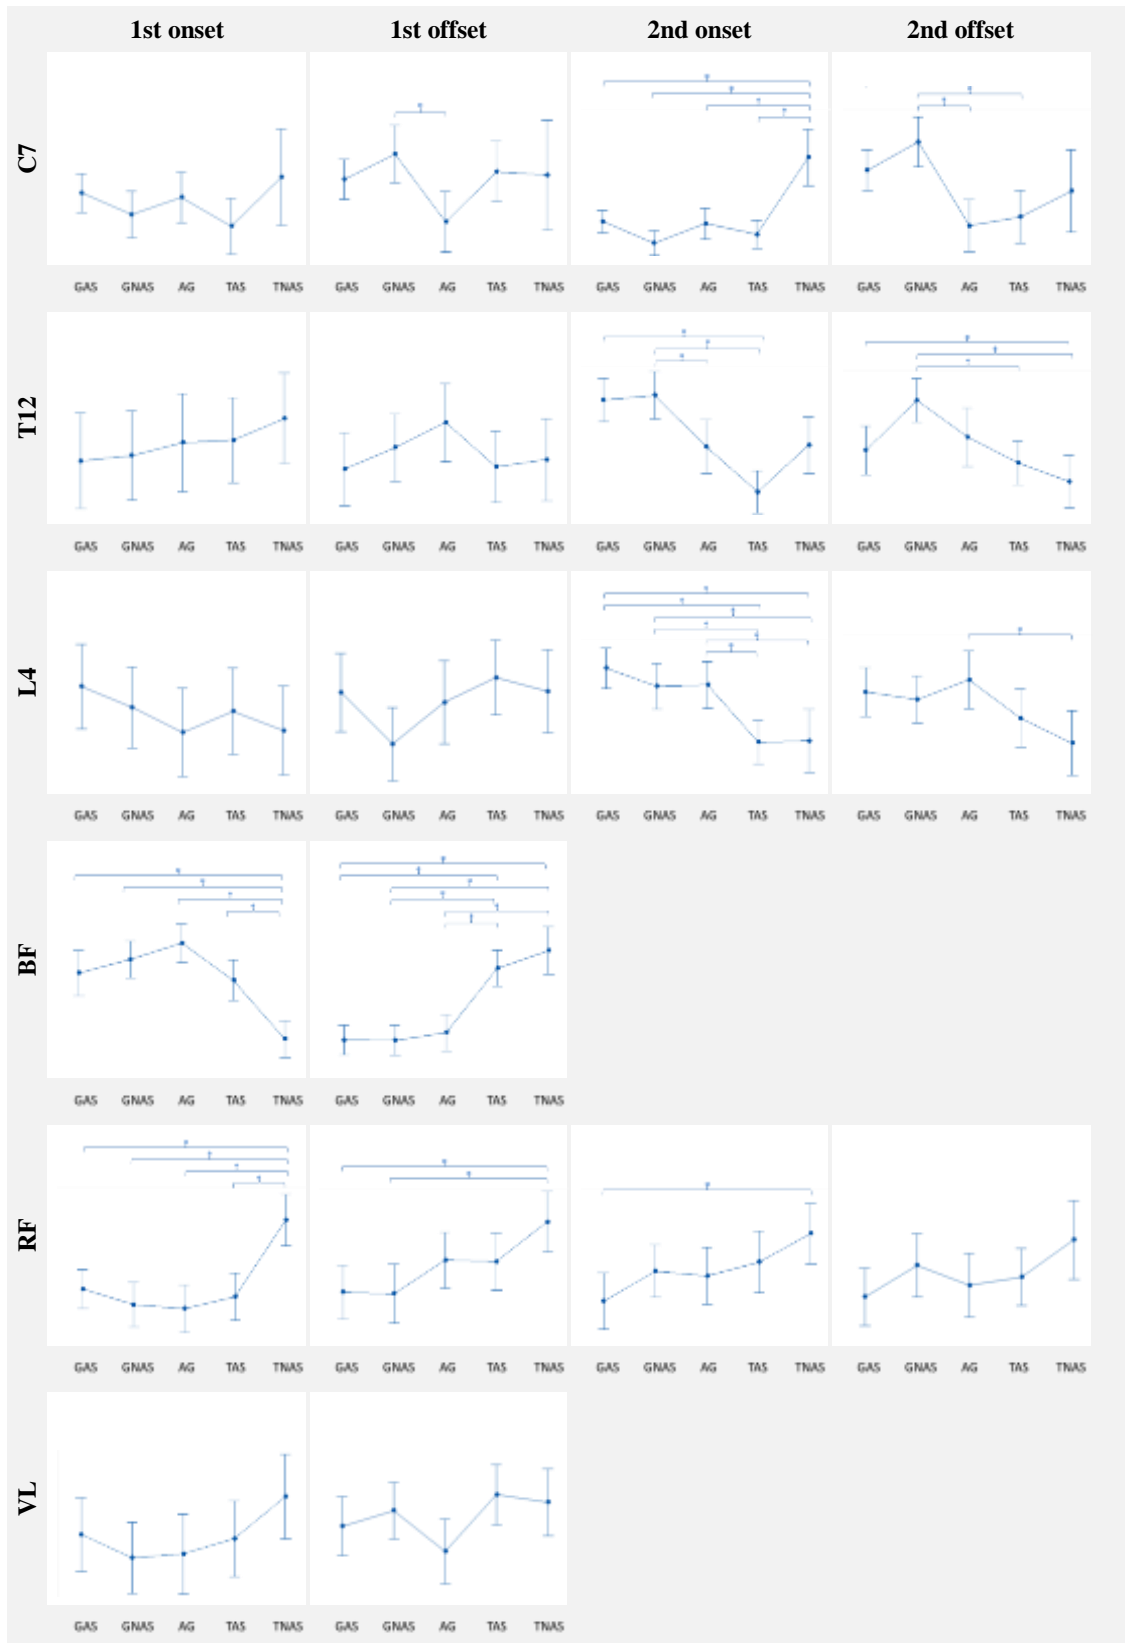 1st onset 1st offset 2nd onset 2nd offset
C7
GAS GNAS AG TAS TNAS GAS GNAS AG TAS TNAS GAS GNAS AG TAS TNAS GAS GNAS AG TAS TNAS
T12
GAS GNAS AG TAS TNAS GAS GNAS AG TAS TNAS GAS GNAS AG TAS TNAS GAS GNAS AG TAS TNAS
L4
GAS GNAS AG TAS TNAS GAS GNAS AG TAS TNAS GAS GNAS AG TAS TNAS GAS GNAS AG TAS TNAS
BF
GAS GNAS AG TAS TNAS GAS GNAS AG TAS TNAS
RF
GAS GNAS AG TAS TNAS GAS GNAS AG TAS TNAS GAS GNAS AG TAS TNAS GAS GNAS AG TAS TNAS
VL
GAS GNAS AG TAS TNAS GAS GNAS AG TAS TNAS